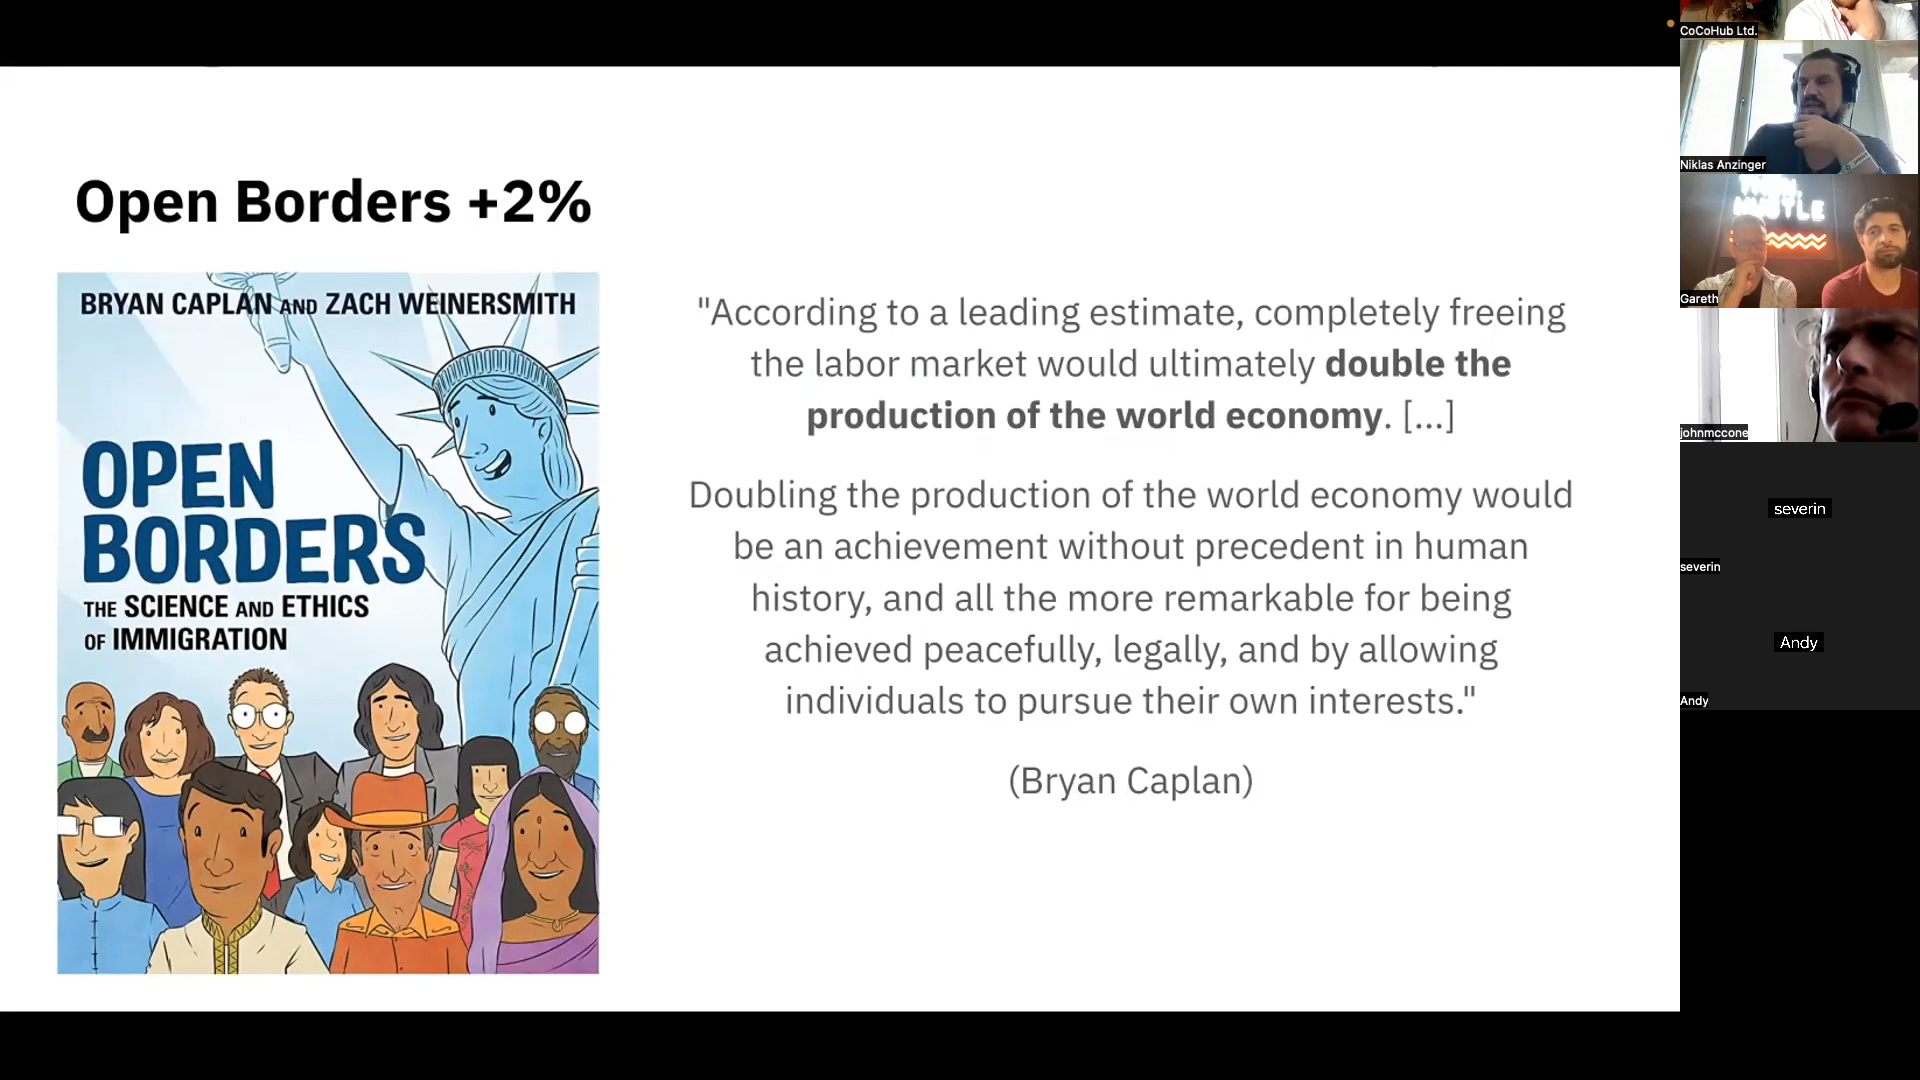 Open Borders +2%
BRYAN CAPLAN AND ZACH WEINERSMITH
OPEN
BORDERS
THE SCIENCE AND ETHICS
OF IMMIGRATION
"According to a leading estimate, completely freeing
the labor market would ultimately double the
production of the world economy. [...]
Doubling the production of the world economy would
be an achievement without precedent in human
history, and all the more remarkable for being
achieved peacefully, legally, and by allowing
individuals to pursue their own interests."
(Bryan Caplan)
CoCoHub Ltd.
Niklas Anzinger
Gareth
johnmccone
severin
severin
Andy
Andy